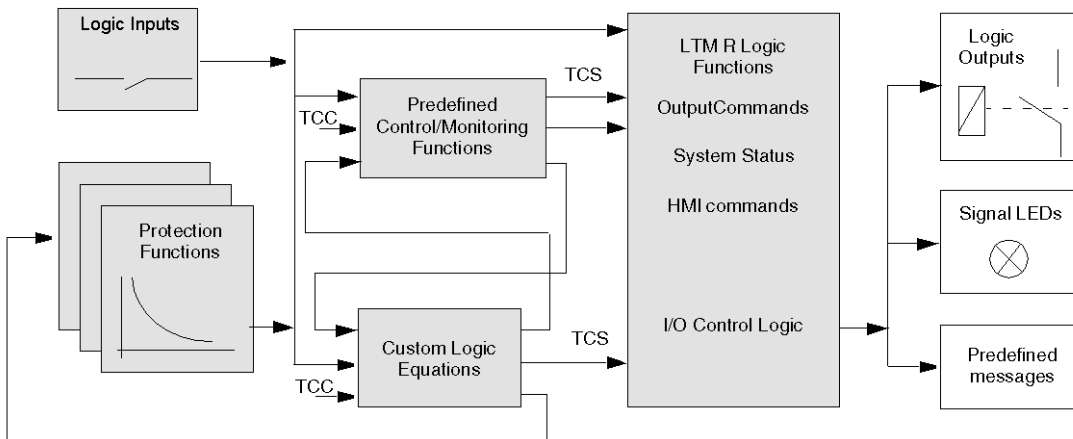 Logic Inputs
Protection
Functions
TCC
Predefined
Control/Monitoring
Functions
TCS
TCC
Custom Logic
Equations
TCS
LTM R Logic
Functions
OutputCommands
System Status
HMI commands
I/O Control Logic
Logic
Outputs
Signal LEDs
Predefined
messages